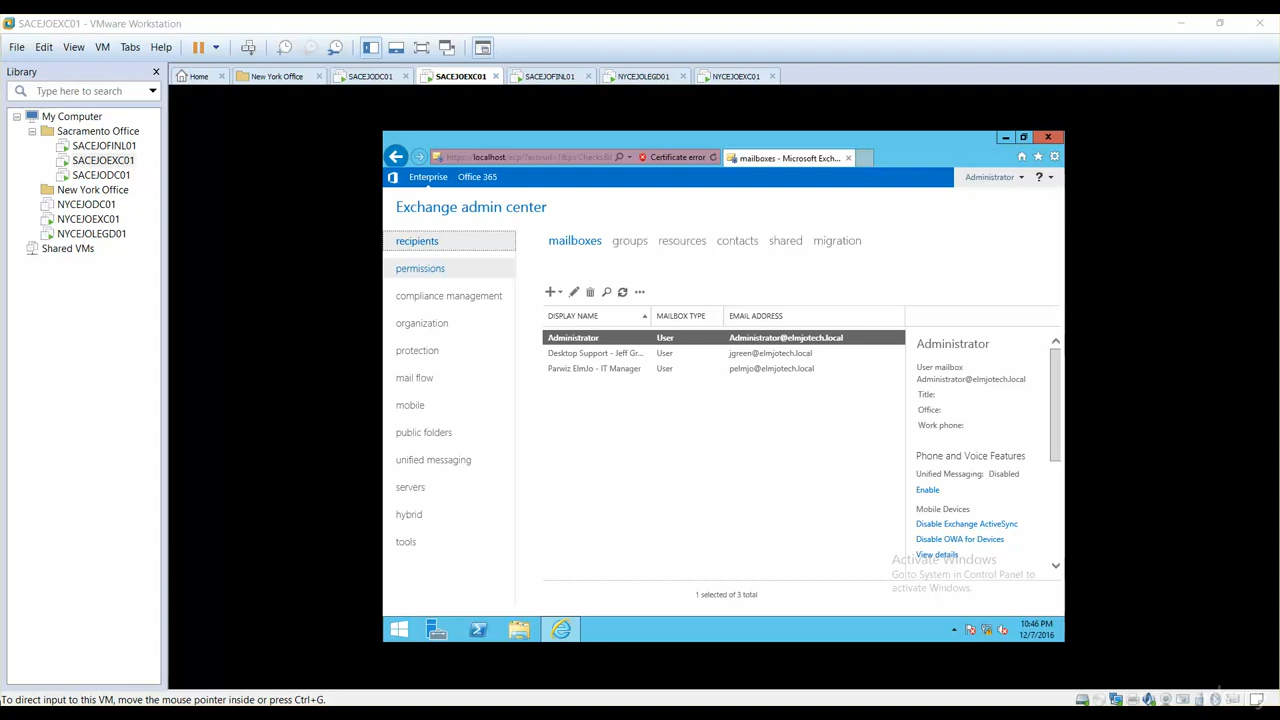 SACEJOEXC01 - VMware Workstation
File Edit View VM Tabs Help
Library
Type here to search
My Computer
Sacramento Office
SACEJOFINL01
SACEJOEXC01
SACEJODC01
New York Office
NYCEJODC01
NYCEJOEXC01
NYCEJOLEGD01
Shared VMs
Home New York Office SACEJODC01 SACEJOEXC01 SACEJOFINL01 NYCEJOLEGD01 NYCEJOEXC01
Certificate error
mailboxes - Microsoft Exch...
Enterprise Office 365
Administrator ?
Exchange admin center
recipients
permissions
compliance management
organization
protection
mail flow
mobile
public folders
unified messaging
servers
hybrid
tools
mailboxes groups resources contacts shared migration
DISPLAY NAME MAILBOX TYPE EMAIL ADDRESS
Administrator User Administrator@elmjotech.local
Desktop Support - Jeff Gr... User jgreen@elmjotech.local
Parwiz ElmJo - IT Manager User pelmjo@elmjotech.local
Administrator
User mailbox
Administrator@elmjotech.local
Title:
Office:
Work phone:
Phone and Voice Features
Unified Messaging: Disabled
Enable
Mobile Devices
Disable Exchange ActiveSync
Disable OWA for Devices
View details
Activate Windows
Go to System in Control Panel to
activate Windows.
1 selected of 3 total
10:46 PM
12/7/2016
To direct input to this VM, move the mouse pointer inside or press Ctrl+G.